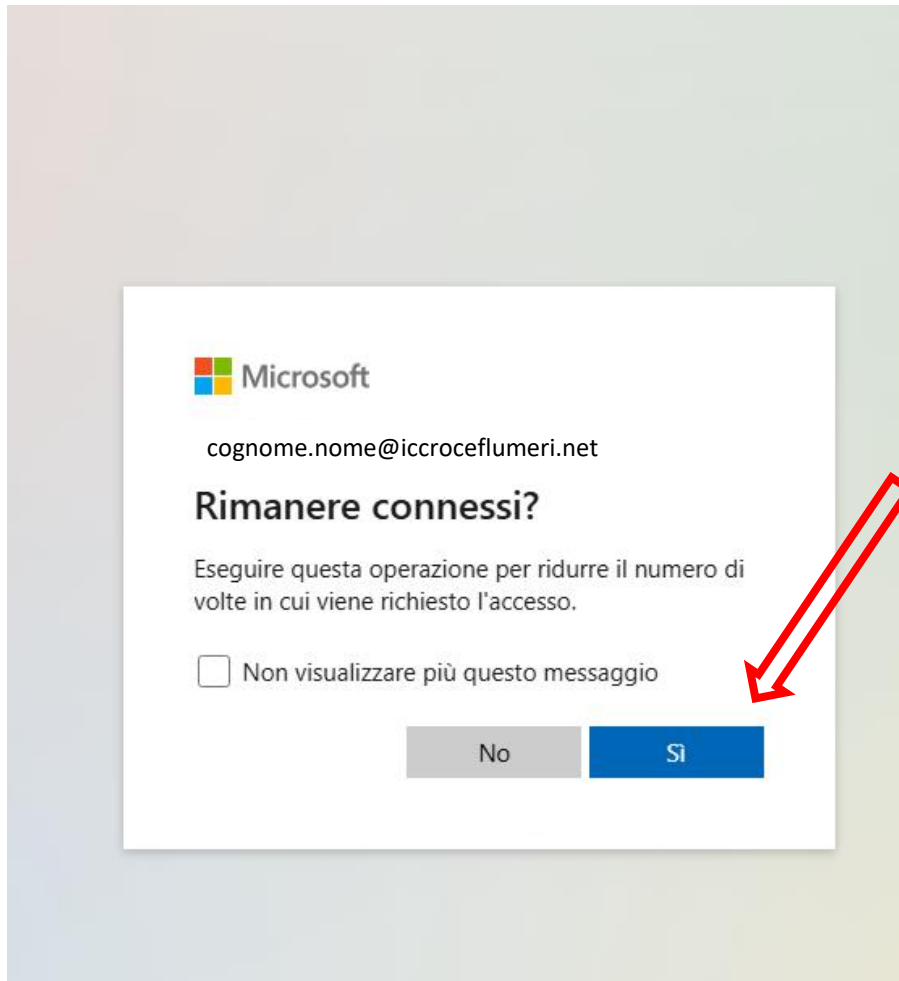 Microsoft
cognome.nome@iccroceflumeri.net
Rimanere connessi?
Eseguire questa operazione per ridurre il numero di
volte in cui viene richiesto l'accesso.
Non visualizzare più questo messaggio
No Sì